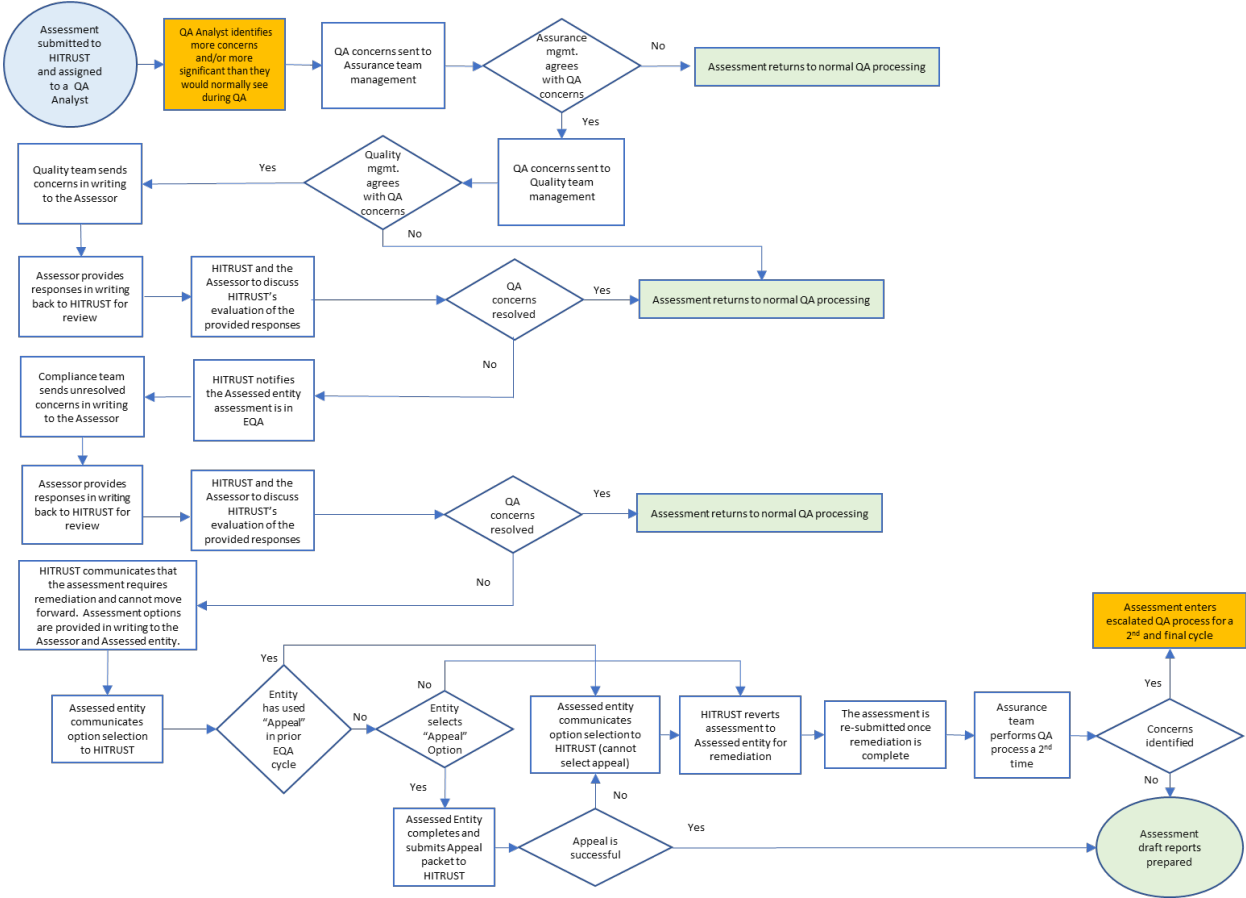 Assessment
submitted to
HITRUST
and assigned
to a QA
Analyst
QA Analyst identifies
more concerns
and/or more
significant than they
would normally see
during QA
QA concerns sent to
Assurance team
management
Assurance
mgmt.
agrees
with QA
concerns
No
Assessment returns to normal QA processing
Yes
QA concerns sent to
Quality team
management
Quality
mgmt.
agrees
with QA
concerns
Yes
No
Quality team sends
concerns in writing
to the Assessor
Assessor provides
responses in writing
back to HITRUST for
review
HITRUST and the
Assessor to discuss
HITRUST's
evaluation of the
provided responses
QA
concerns
resolved
Yes
Assessment returns to normal QA processing
No
HITRUST notifies
the Assessed entity
assessment is in
EQA
Compliance team
sends unresolved
concerns in writing
to the Assessor
Assessor provides
responses in writing
back to HITRUST for
review
HITRUST and the
Assessor to discuss
HITRUST's
evaluation of the
provided responses
QA
concerns
resolved
Yes
Assessment returns to normal QA processing
No
HITRUST communicates that
the assessment requires
remediation and cannot move
forward. Assessment options
are provided in writing to the
Assessor and Assessed entity.
Assessed entity
communicates
option selection
to HITRUST
Entity
has used
“Appeal”
in prior
EQA
cycle
Yes
No
Entity
selects
“Appeal”
Option
No
Yes
Assessed Entity
completes and
submits Appeal
packet to
HITRUST
Appeal is
successful
No
Yes
Assessed entity
communicates
option selection to
HITRUST (cannot
select appeal)
HITRUST reverts
assessment to
Assessed entity for
remediation
The assessment is
re-submitted once
remediation is
complete
Assurance
team
performs QA
process a 2nd
time
Concerns
identified
Yes
Assessment enters
escalated QA process for a
2nd and final cycle
No
Assessment
draft reports
prepared